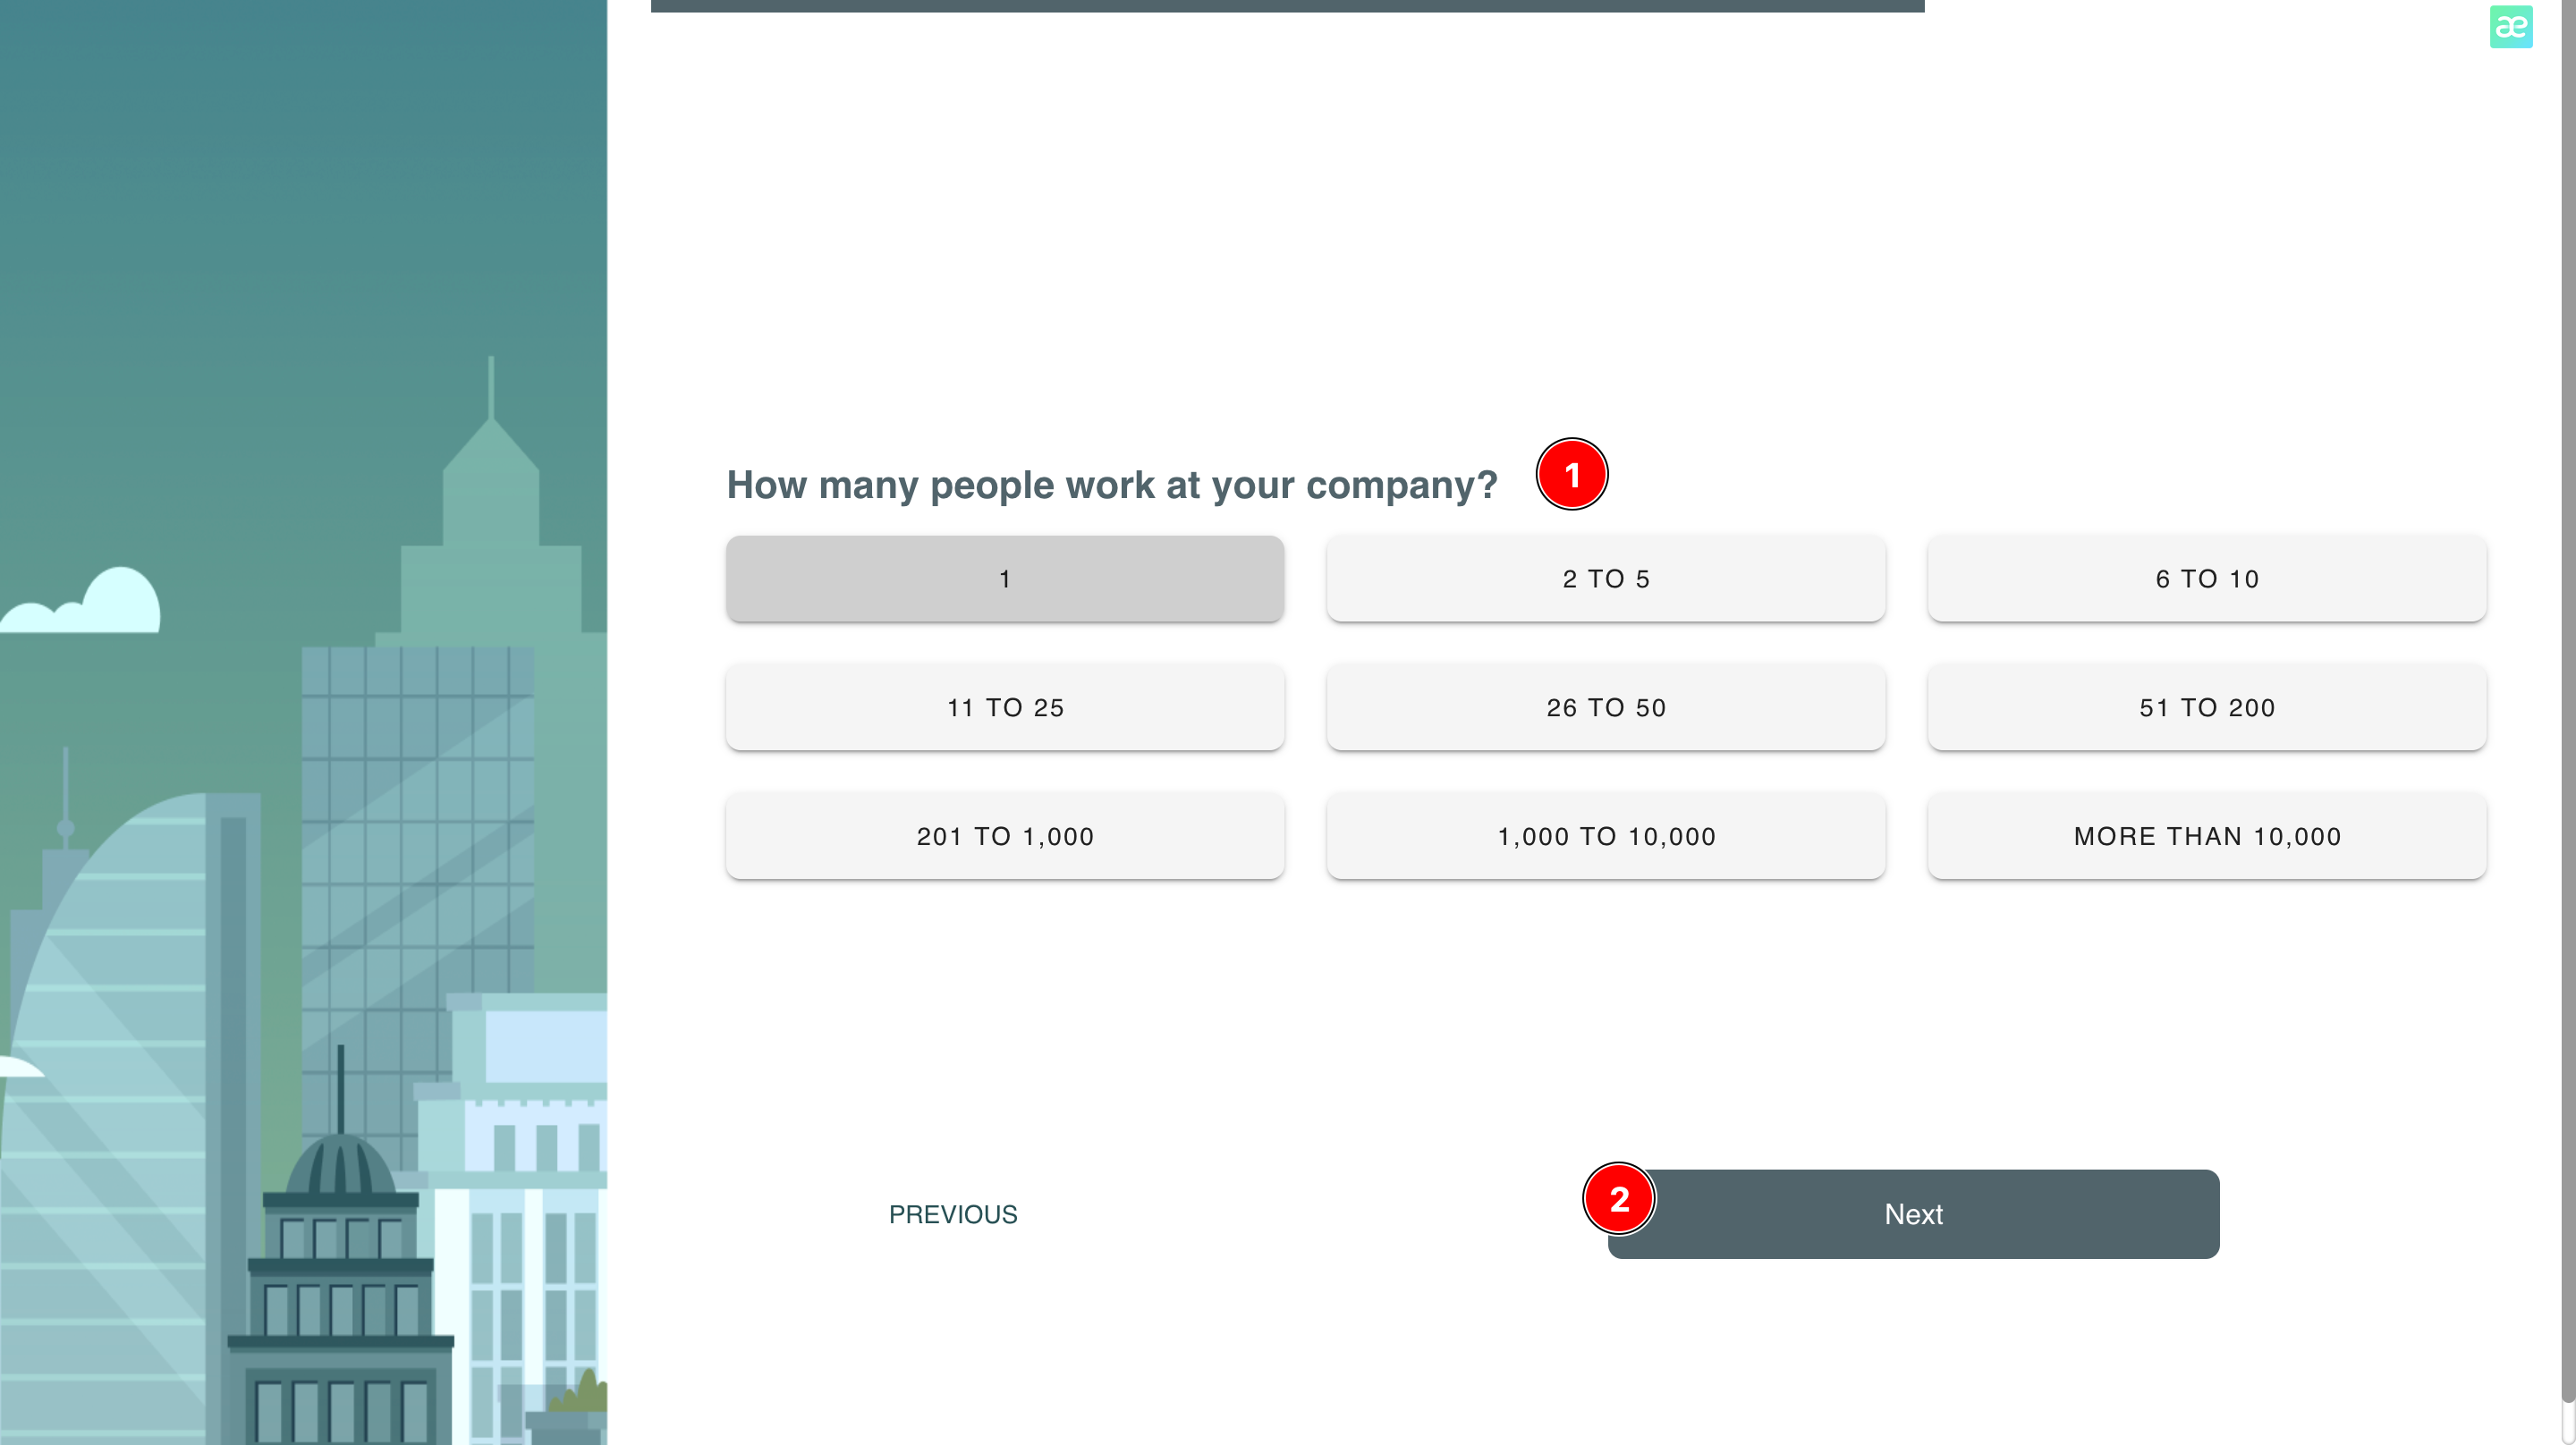 æ
How many people work at your company? 1
1
2 TO 5
6 TO 10
11 TO 25
26 TO 50
51 TO 200
201 TO 1,000
1,000 TO 10,000
MORE THAN 10,000
PREVIOUS
2
Next